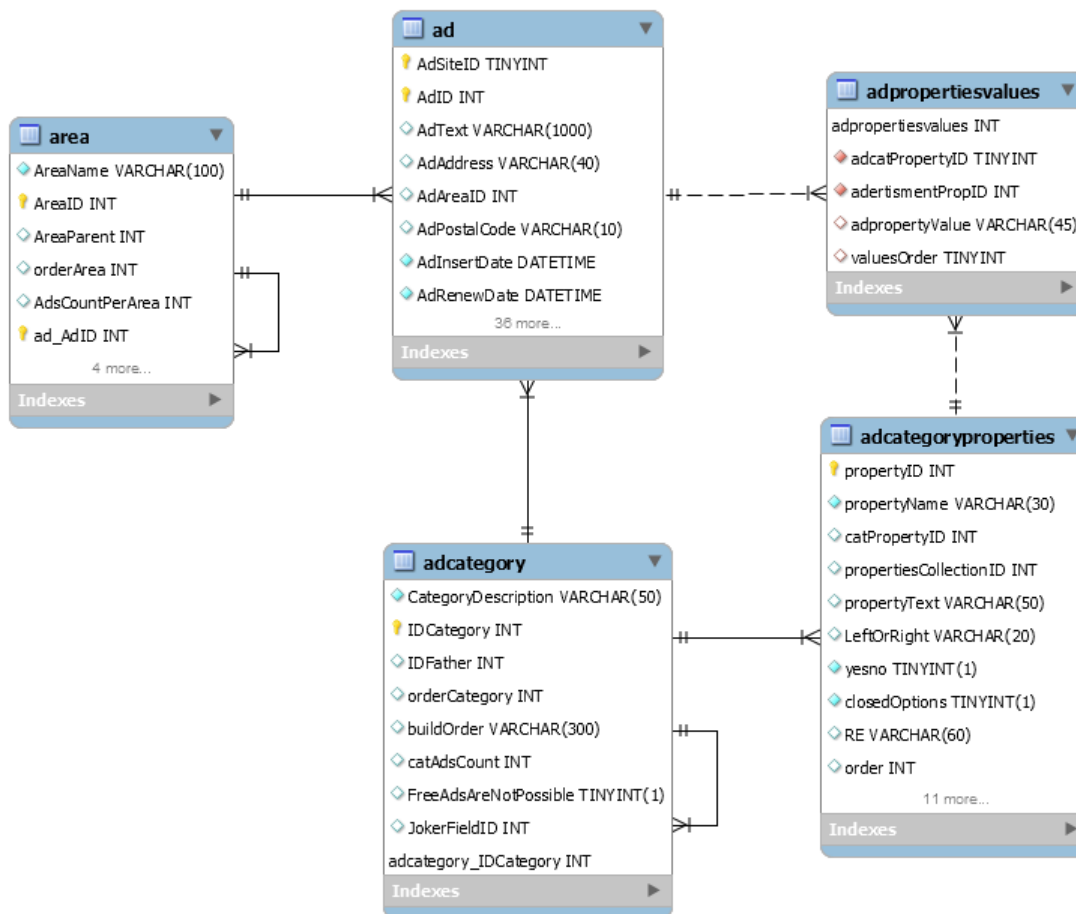 ad
AdSiteID TINYINT
AdID INT
AdText VARCHAR(1000)
AdAddress VARCHAR(40)
AdAreaID INT
AdPostalCode VARCHAR(10)
AdInsertDate DATETIME
AdRenewDate DATETIME
36 more...
Indexes
area
AreaName VARCHAR(100)
AreaID INT
AreaParent INT
orderArea INT
AdsCountPerArea INT
ad_AdID INT
4 more...
Indexes
adpropertiesvalues
adpropertiesvalues INT
adcatPropertyID TINYINT
adertismentPropID INT
adpropertyValue VARCHAR(45)
valuesOrder TINYINT
Indexes
adcategory
CategoryDescription VARCHAR(50)
IDCategory INT
IDFather INT
orderCategory INT
buildOrder VARCHAR(300)
catAdsCount INT
FreeAdsAreNotPossible TINYINT(1)
JokerFieldID INT
adcategory_IDCategory INT
Indexes
adcategoryproperties
propertyID INT
propertyName VARCHAR(30)
catPropertyID INT
propertiesCollectionID INT
propertyText VARCHAR(50)
LeftOrRight VARCHAR(20)
yesno TINYINT(1)
closedOptions TINYINT(1)
RE VARCHAR(60)
order INT
11 more...
Indexes